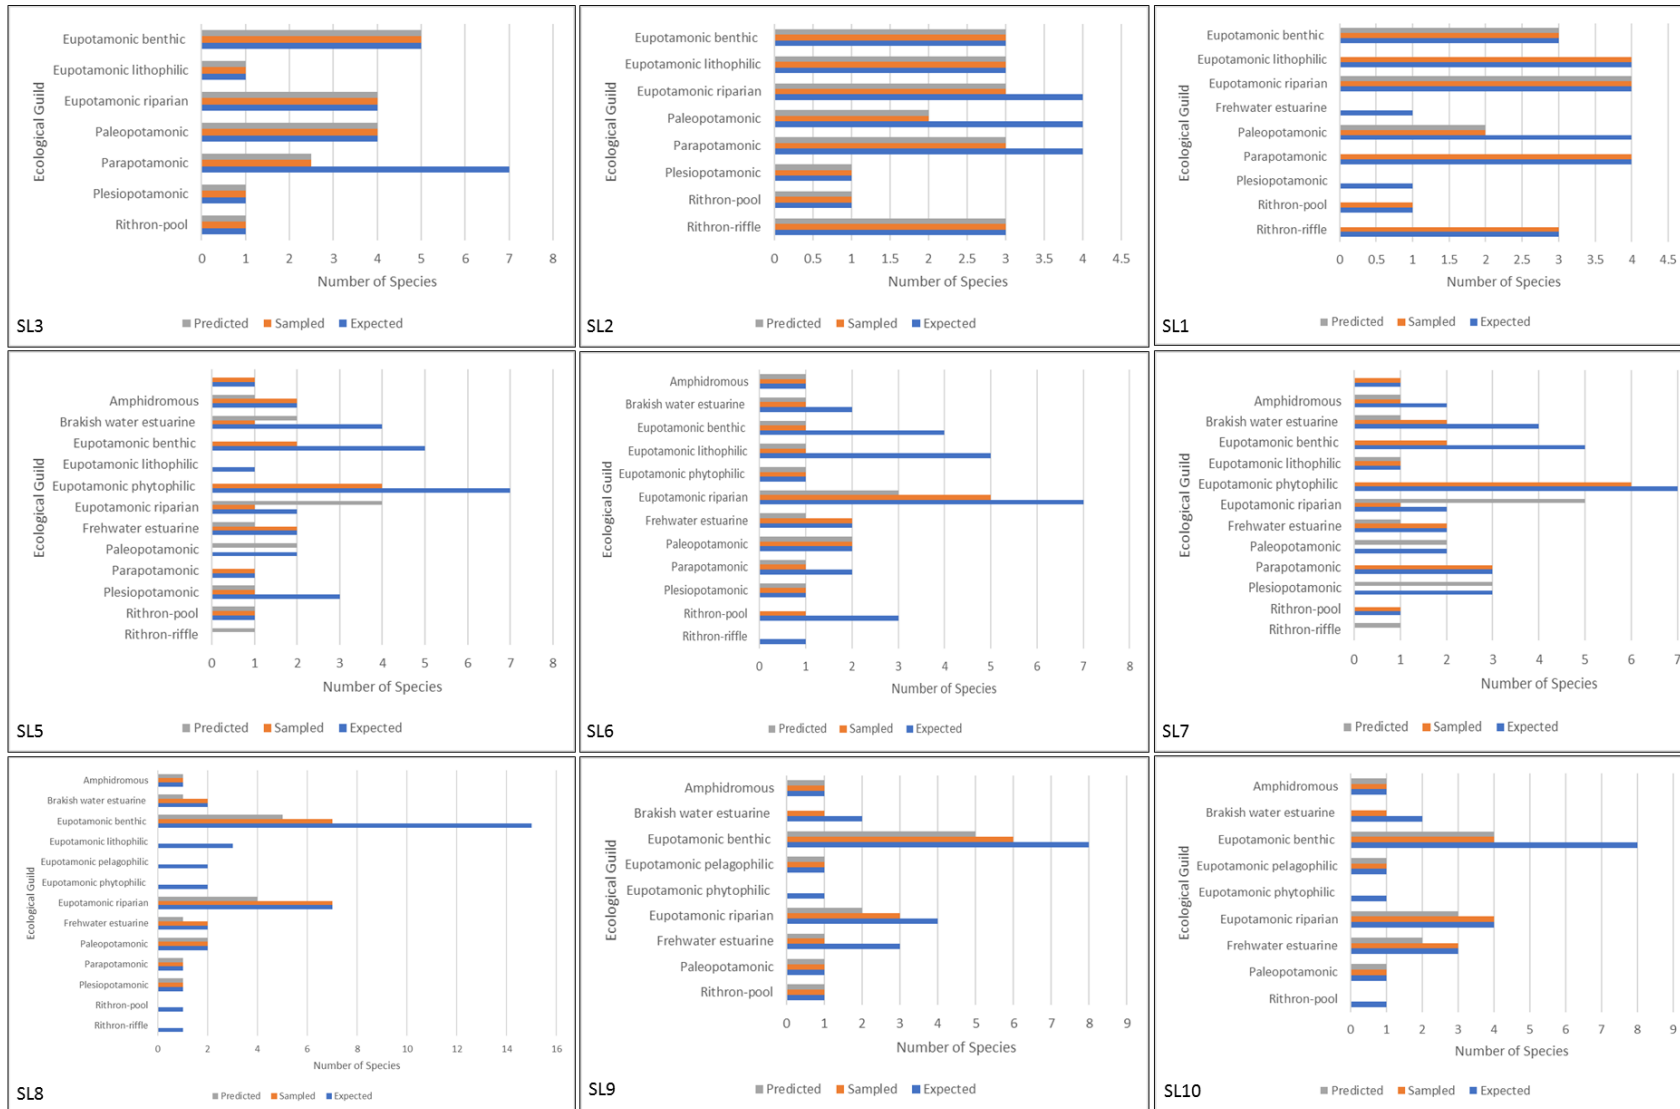 Ecological Guild
Eupotamonic benthic
Eupotamonic lithophilic
Eupotamonic riparian
Paleopotamonic
Parapotamonic
Plesiopotamonic
Rithron-pool
0 1 2 3 4 5 6 7 8
Number of Species
Predicted Sampled Expected
SL3
Ecological Guild
Eupotamonic benthic
Eupotamonic lithophilic
Eupotamonic riparian
Paleopotamonic
Parapotamonic
Plesiopotamonic
Rithron-pool
Rithron-riffle
0 0.5 1 1.5 2 2.5 3 3.5 4 4.5
Number of Species
Predicted Sampled Expected
SL2
Ecological Guild
Eupotamonic benthic
Eupotamonic lithophilic
Eupotamonic riparian
Frehwater estuarine
Paleopotamonic
Parapotamonic
Plesiopotamonic
Rithron-pool
Rithron-riffle
0 0.5 1 1.5 2 2.5 3 3.5 4 4.5
Number of Species
Predicted Sampled Expected
SL1
Ecological Guild
Amphidromous
Brakish water estuarine
Eupotamonic benthic
Eupotamonic lithophilic
Eupotamonic phytophilic
Eupotamonic riparian
Frehwater estuarine
Paleopotamonic
Parapotamonic
Plesiopotamonic
Rithron-pool
Rithron-riffle
0 1 2 3 4 5 6 7 8
Number of Species
Predicted Sampled Expected
SL5
Ecological Guild
Amphidromous
Brakish water estuarine
Eupotamonic benthic
Eupotamonic lithophilic
Eupotamonic phytophilic
Eupotamonic riparian
Frehwater estuarine
Paleopotamonic
Parapotamonic
Plesiopotamonic
Rithron-pool
Rithron-riffle
0 1 2 3 4 5 6 7 8
Number of Species
Predicted Sampled Expected
SL6
Ecological Guild
Amphidromous
Brakish water estuarine
Eupotamonic benthic
Eupotamonic lithophilic
Eupotamonic phytophilic
Eupotamonic riparian
Frehwater estuarine
Paleopotamonic
Parapotamonic
Plesiopotamonic
Rithron-pool
Rithron-riffle
0 1 2 3 4 5 6 7
Number of Species
Predicted Sampled Expected
SL7
Ecological Guild
Amphidromous
Brakish water estuarine
Eupotamonic benthic
Eupotamonic lithophilic
Eupotamonic pelagophilic
Eupotamonic phytophilic
Eupotamonic riparian
Frehwater estuarine
Paleopotamonic
Parapotamonic
Plesiopotamonic
Rithron-pool
Rithron-riffle
0 2 4 6 8 10 12 14 16
Number of Species
Predicted Sampled Expected
SL8
Ecological Guild
Amphidromous
Brakish water estuarine
Eupotamonic benthic
Eupotamonic pelagophilic
Eupotamonic phytophilic
Eupotamonic riparian
Frehwater estuarine
Paleopotamonic
Rithron-pool
0 1 2 3 4 5 6 7 8 9
Number of Species
Predicted Sampled Expected
SL9
Ecological Guild
Amphidromous
Brakish water estuarine
Eupotamonic benthic
Eupotamonic pelagophilic
Eupotamonic phytophilic
Eupotamonic riparian
Frehwater estuarine
Paleopotamonic
Rithron-pool
0 1 2 3 4 5 6 7 8 9
Number of Species
Predicted Sampled Expected
SL10